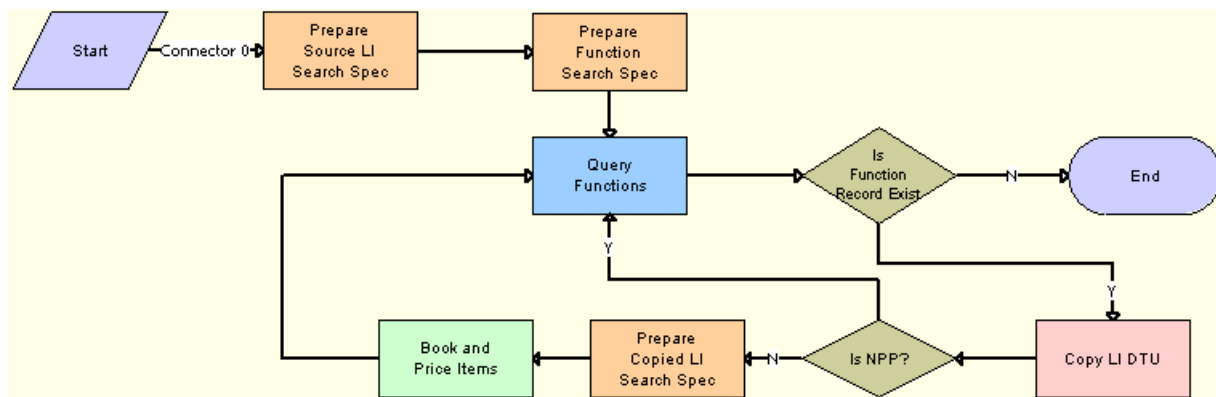 Start
Connector 0
Prepare
Source LI
Search Spec
Prepare
Function
Search Spec
Query
Functions
Is
Function
Record Exist
N
End
Y
Y
Book and
Price Items
Prepare
Copied LI
Search Spec
N
Is NPP?
Copy LI DTU